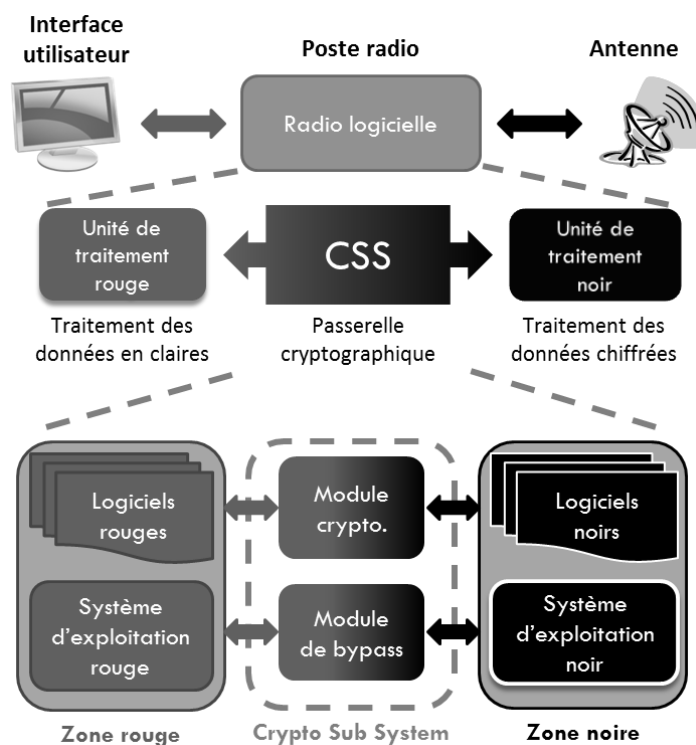 Interface
utilisateur
Poste radio
Antenne
Radio logicielle
Unité de
traitement
rouge
CSS
Unité de
traitement
noir
Traitement des
données en claires
Passerelle
cryptographique
Traitement des
données chiffrées
Logiciels
rouges
Module
crypto.
Logiciels
noirs
Système
d'exploitation
rouge
Module
de bypass
Système
d'exploitation
noir
Zone rouge
Crypto Sub System
Zone noire